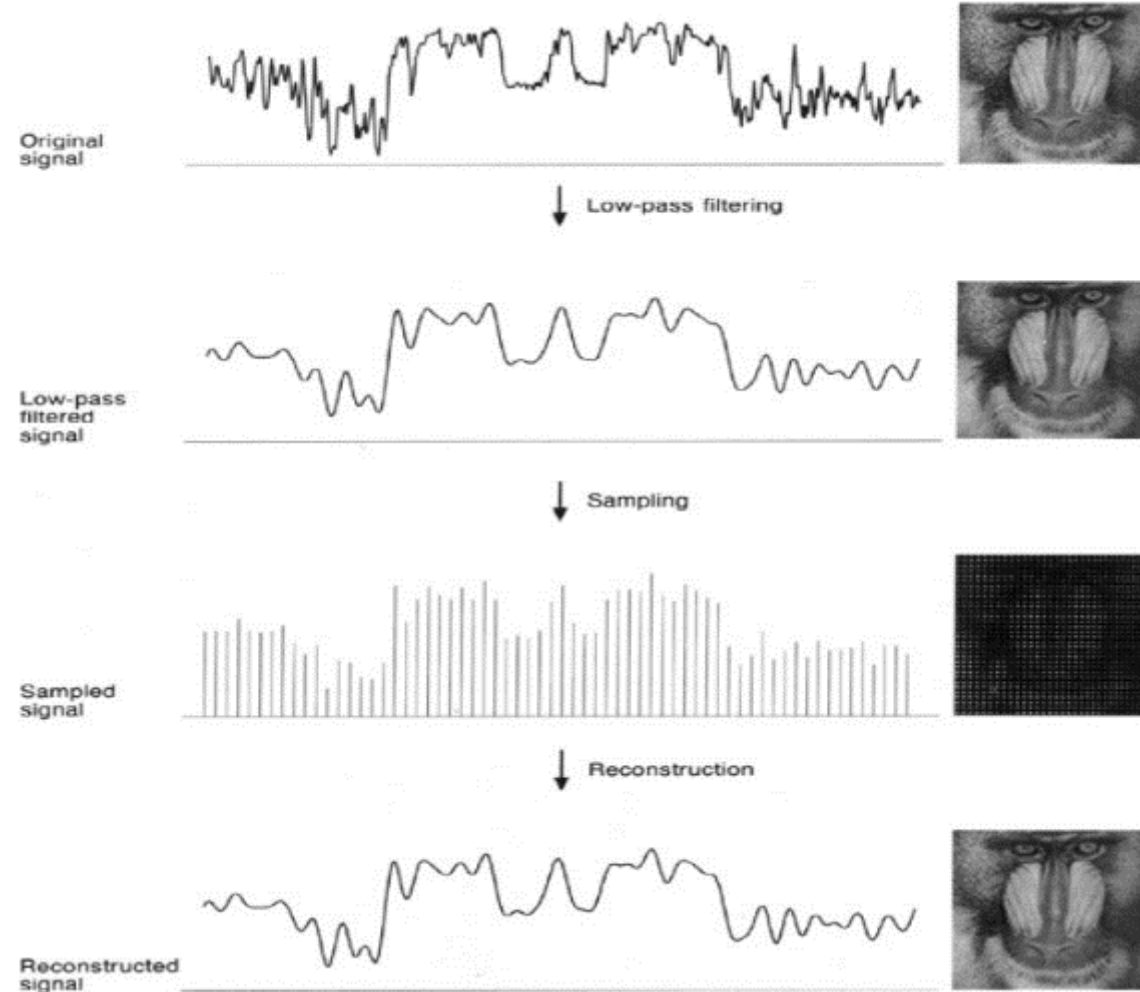 Original
signal
Low-pass filtering
Low-pass
filtered
signal
Sampling
Sampled
signal
Reconstruction
Reconstructed
signal